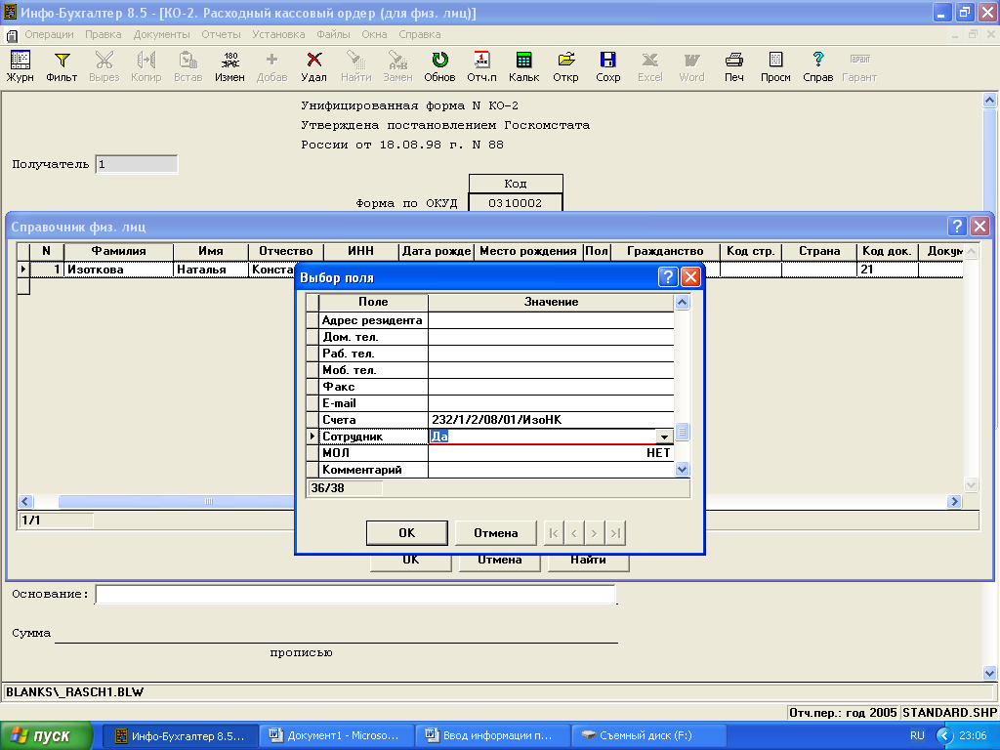 Инфо-Бухгалтер 8.5 - [КО-2. Расходный кассовый ордер (для физ. лиц)]
Операции Правка Документы Отчеты Установка Файлы Окна Справка
180 ЯНВ W ГАРАНТ
Журн Фильт Вырез Копир Встав Измен Добав Удал Найти Замен Обнов Отч.п Кальк Откр Сохр Excel Word Печ Просм Справ Гарант
Унифицированная форма N КО-2
Утверждена постановлением Госкомстата
России от 18.08.98 г. N 88
Получатель 1
Код
Форма по ОКУД 0310002
Справочник физ. лиц
N Фамилия Имя Отчество ИНН Дата рожде Место рождения Пол Гражданство Код стр. Страна Код док. Докум
1 Изоткова Наталья Конста 21
Выбор поля
Поле Значение
Адрес резидента
Дом. тел.
Раб. тел.
Моб. тел.
Факс
E-mail
Счета 232/1/2/08/01/ИзоНК
Сотрудник Да
МОЛ НЕТ
Комментарий
36/38
OK Отмена
1/1
OK Отмена Найти
Основание:
Сумма
прописью
BLANKS\_RASCH1.BLW
Отч.пер.: год 2005 STANDARD.SHP
пуск Инфо-Бухгалтер 8.5... Документ1 - Microso... Ввод информации п... Съемный диск (F:) RU 23:06